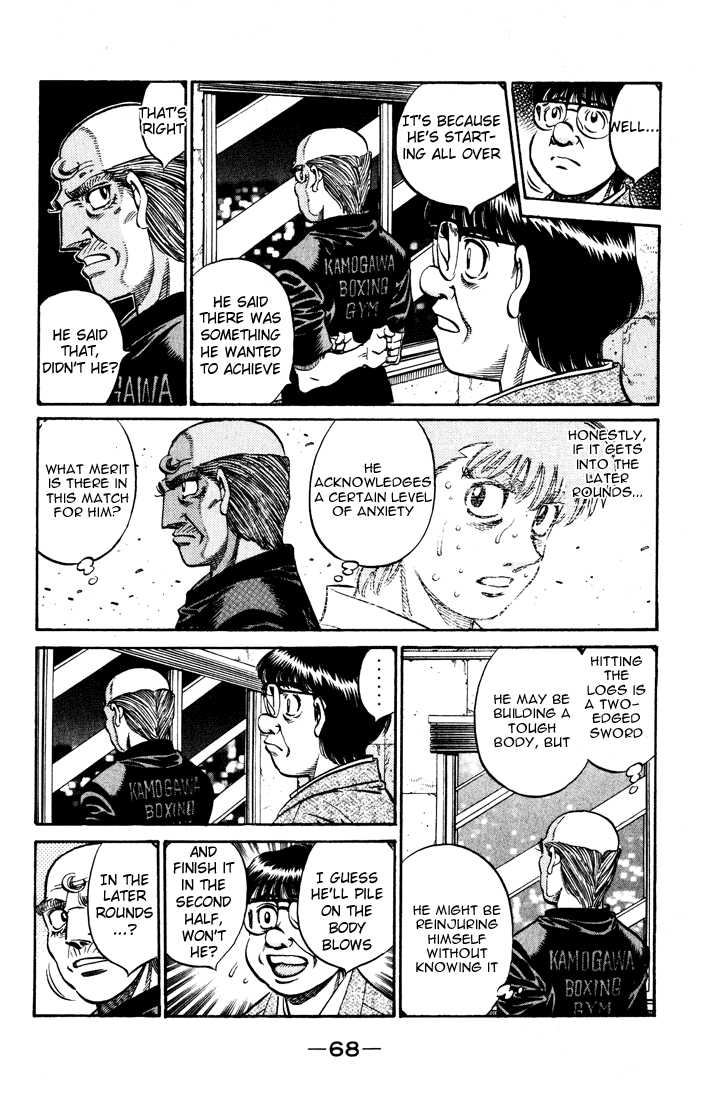 WELL...
IT'S BECAUSE
HE'S START-
ING ALL OVER
HE SAID
THERE WAS
SOMETHING
HE WANTED
TO ACHIEVE
KAMOGAWA
BOXING
GYM
THAT'S
RIGHT
HE SAID
THAT,
DIDN'T HE?
GAWA
HONESTLY,
IF IT GETS
INTO THE
LATER
ROUNDS...
HE
ACKNOWLEDGES
A CERTAIN LEVEL
OF ANXIETY
WHAT MERIT
IS THERE IN
THIS MATCH
FOR HIM?
HITTING
THE
LOGS IS
A TWO-
EDGED
SWORD
HE MAY BE
BUILDING A
TOUGH
BODY, BUT
HE MIGHT BE
REINJURING
HIMSELF
WITHOUT
KNOWING IT
KAMOGAWA
BOXING
GYM
......
KAMOGAWA
BOXING
I GUESS
HE'LL PILE
ON THE
BODY
BLOWS
AND
FINISH IT
IN THE
SECOND
HALF,
WON'T
HE?
IN THE
LATER
ROUNDS
...?
—68—